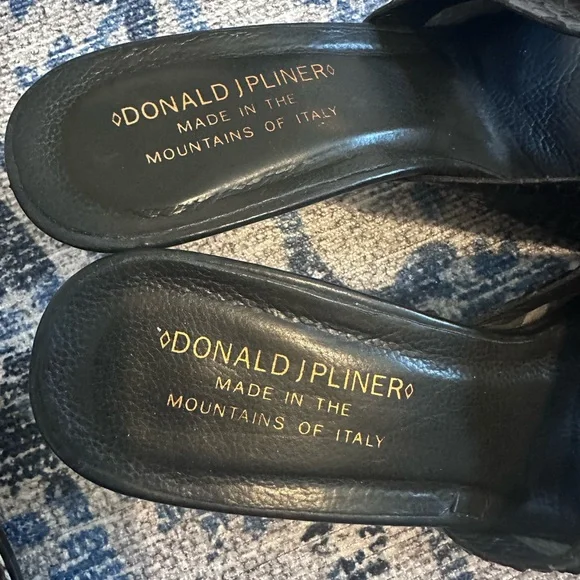 ◊DONALD J PLINER◊
MADE IN THE
MOUNTAINS OF ITALY
◊DONALD J PLINER◊
MADE IN THE
MOUNTAINS OF ITALY